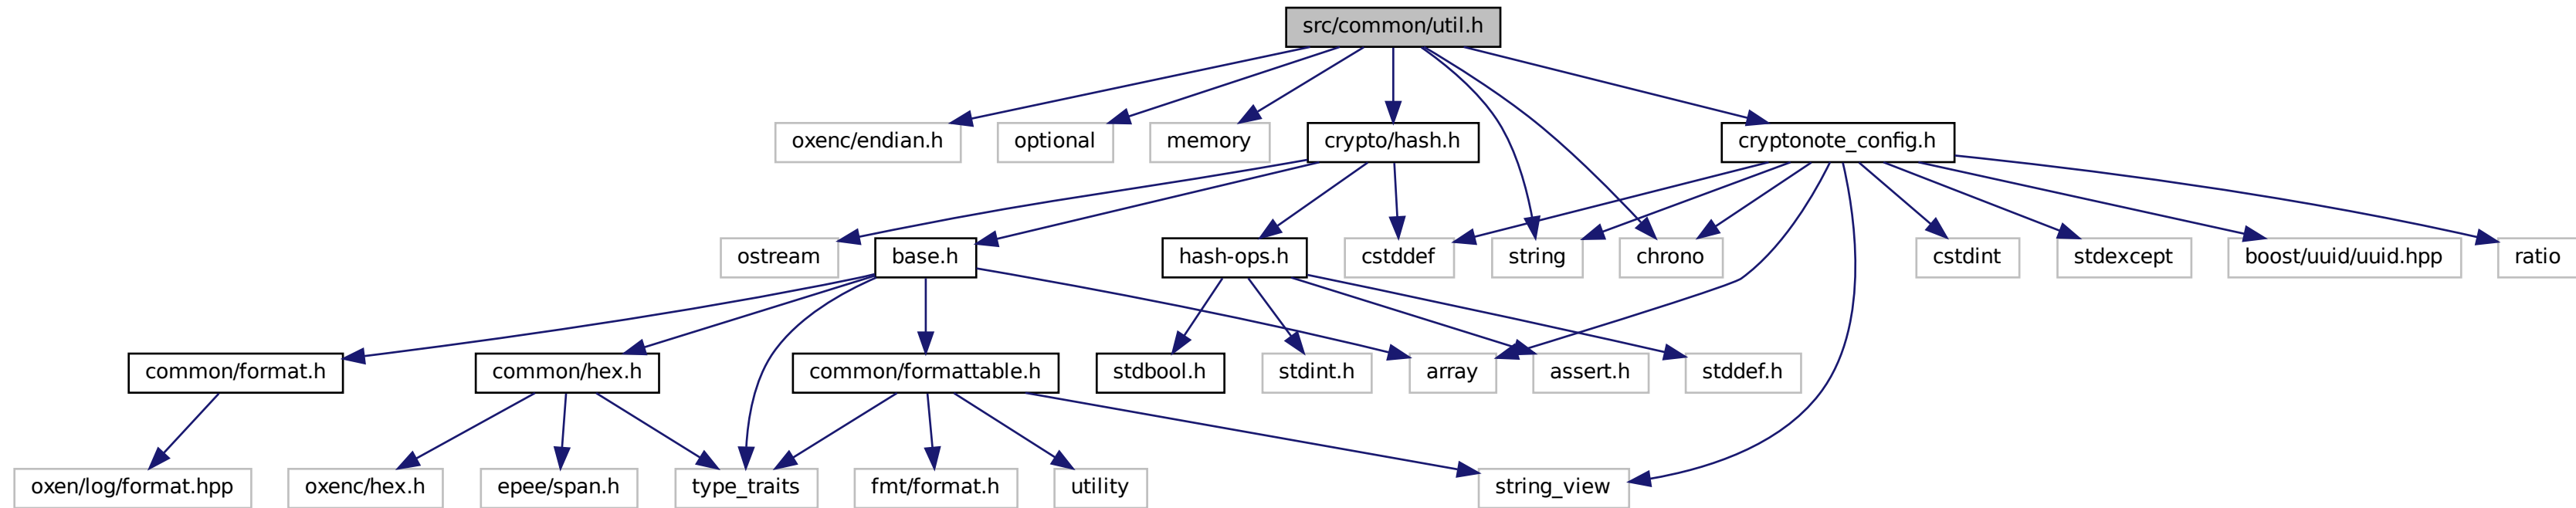 src/common/util.h
oxenc/endian.h
optional
memory
crypto/hash.h
cryptonote_config.h
ostream
base.h
hash-ops.h
cstddef
string
chrono
cstdint
stdexcept
boost/uuid/uuid.hpp
ratio
common/format.h
common/hex.h
common/formattable.h
stdbool.h
stdint.h
array
assert.h
stddef.h
oxen/log/format.hpp
oxenc/hex.h
epee/span.h
type_traits
fmt/format.h
utility
string_view